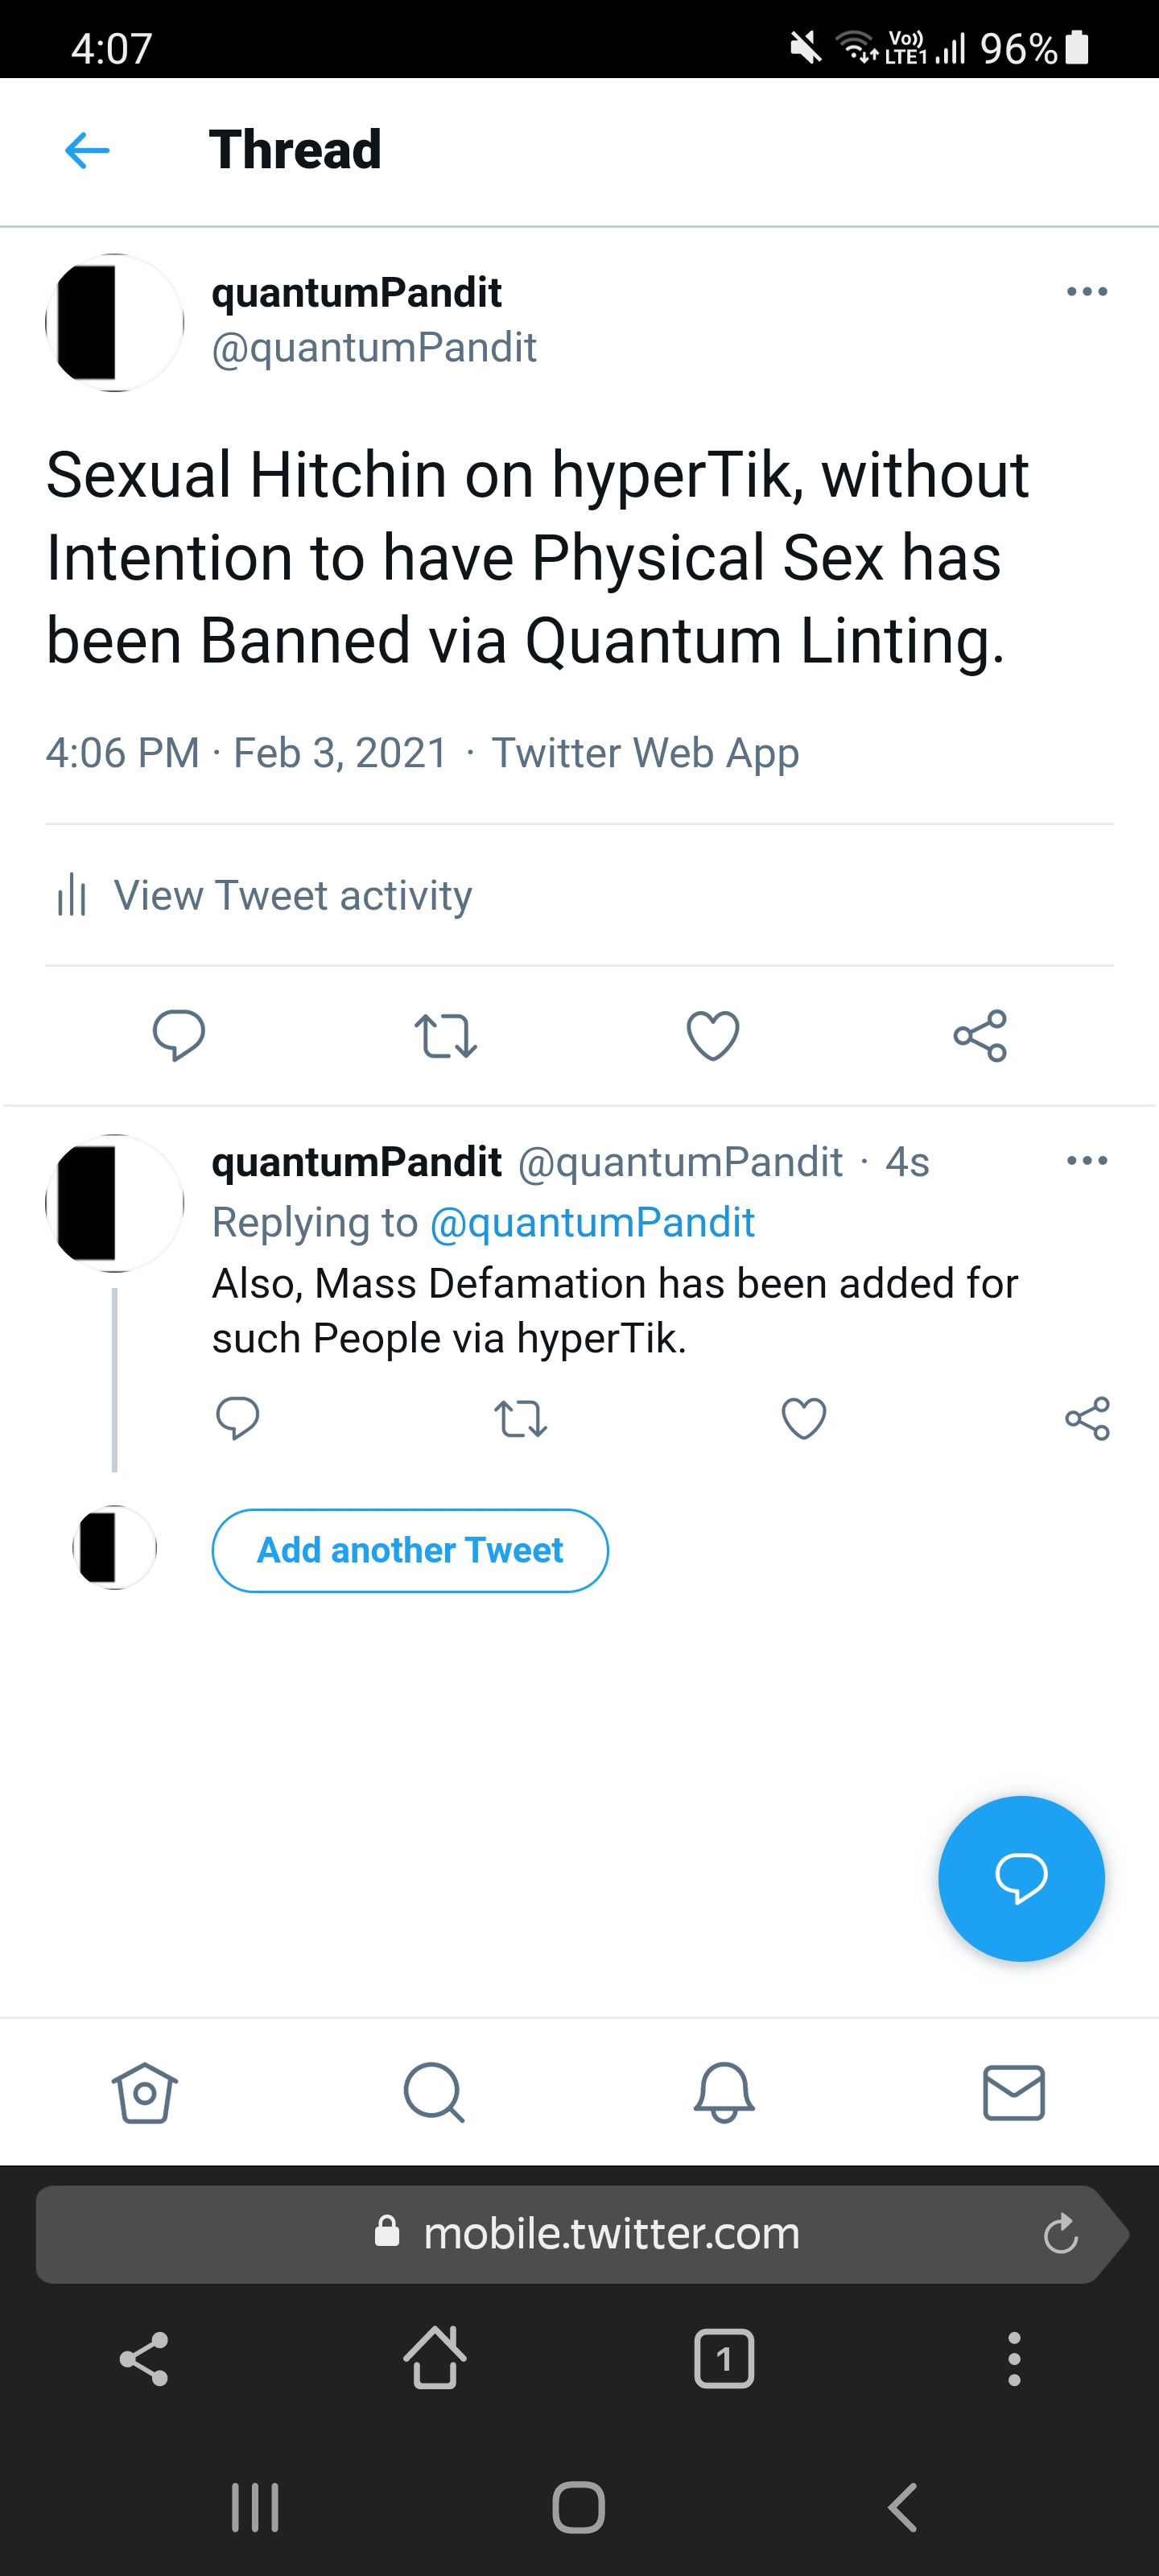 4:07
Vo)) LTE1 96%
Thread
quantumPandit
@quantumPandit
Sexual Hitchin on hyperTik, without
Intention to have Physical Sex has
been Banned via Quantum Linting.
4:06 PM · Feb 3, 2021 · Twitter Web App
View Tweet activity
quantumPandit @quantumPandit · 4s
Replying to @quantumPandit
Also, Mass Defamation has been added for
such People via hyperTik.
Add another Tweet
mobile.twitter.com
1